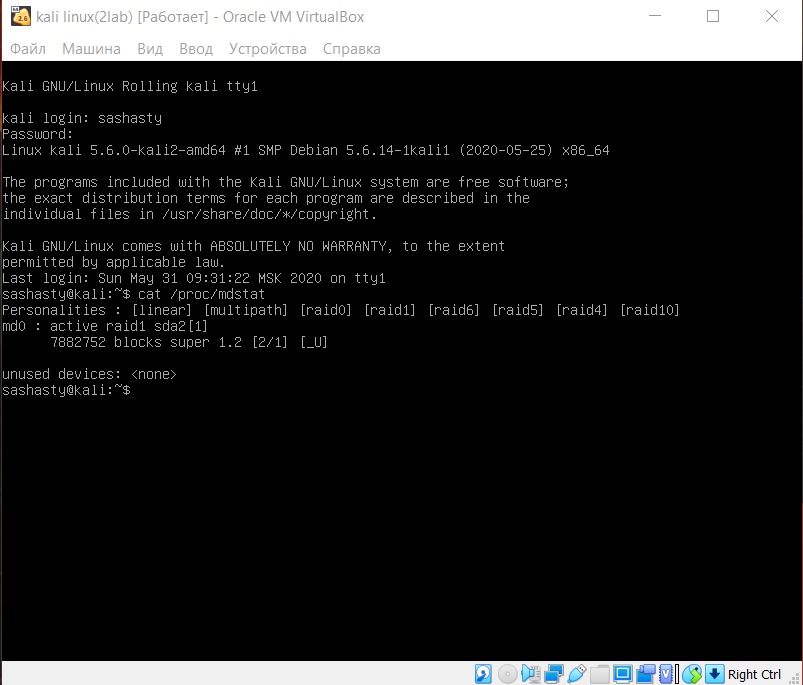 kali linux(2lab) [Работает] - Oracle VM VirtualBox
Файл Машина Вид Ввод Устройства Справка
Kali GNU/Linux Rolling kali tty1
kali login: sashasty
Password:
Linux kali 5.6.0-kali2-amd64 #1 SMP Debian 5.6.14-1kali1 (2020-05-25) x86_64
The programs included with the Kali GNU/Linux system are free software;
the exact distribution terms for each program are described in the
individual files in /usr/share/doc/*/copyright.
Kali GNU/Linux comes with ABSOLUTELY NO WARRANTY, to the extent
permitted by applicable law.
Last login: Sun May 31 09:31:22 MSK 2020 on tty1
sashasty@kali:~$ cat /proc/mdstat
Personalities : [linear] [multipath] [raid0] [raid1] [raid6] [raid5] [raid4] [raid10]
md0 : active raid1 sda2[1]
7882752 blocks super 1.2 [2/1] [_U]
unused devices: <none>
sashasty@kali:~$
Right Ctrl